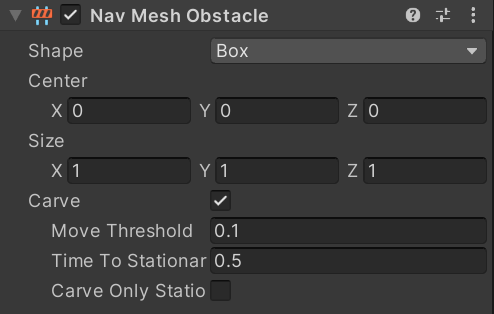 Nav Mesh Obstacle
Shape Box
Center
X 0 Y 0 Z 0
Size
X 1 Y 1 Z 1
Carve
Move Threshold 0.1
Time To Stationar 0.5
Carve Only Statio